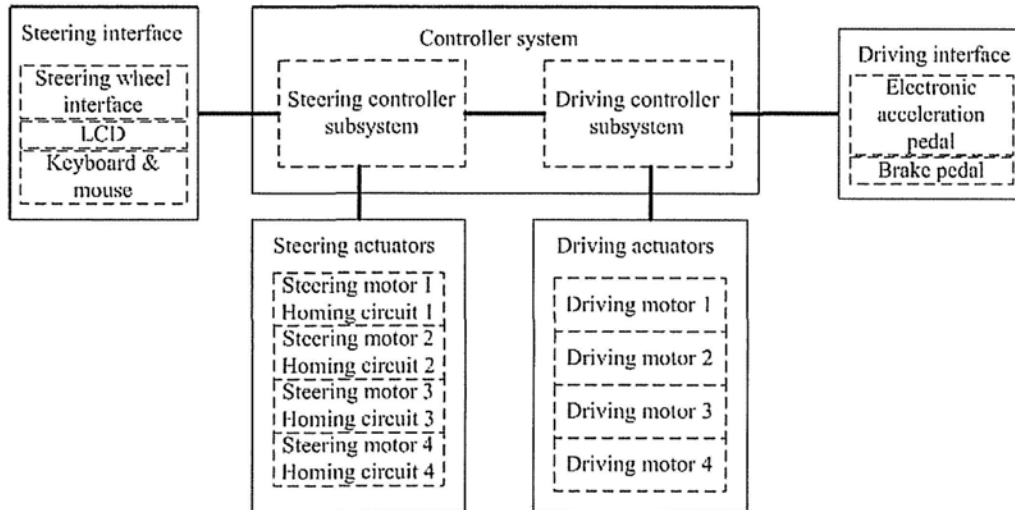 Steering interface
Steering wheel
interface
LCD
Keyboard &
mouse
Controller system
Steering controller
subsystem
Driving controller
subsystem
Driving interface
Electronic
acceleration
pedal
Brake pedal
Steering actuators
Steering motor 1
Homing circuit 1
Steering motor 2
Homing circuit 2
Steering motor 3
Homing circuit 3
Steering motor 4
Homing circuit 4
Driving actuators
Driving motor 1
Driving motor 2
Driving motor 3
Driving motor 4